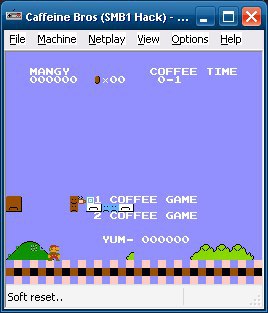 Caffeine Bros (SMB1 Hack) - ...
File Machine Netplay View Options Help
MANGY COFFEE TIME
000000 ×00 0-1
1 COFFEE GAME
2 COFFEE GAME
YUM- 000000
Soft reset..